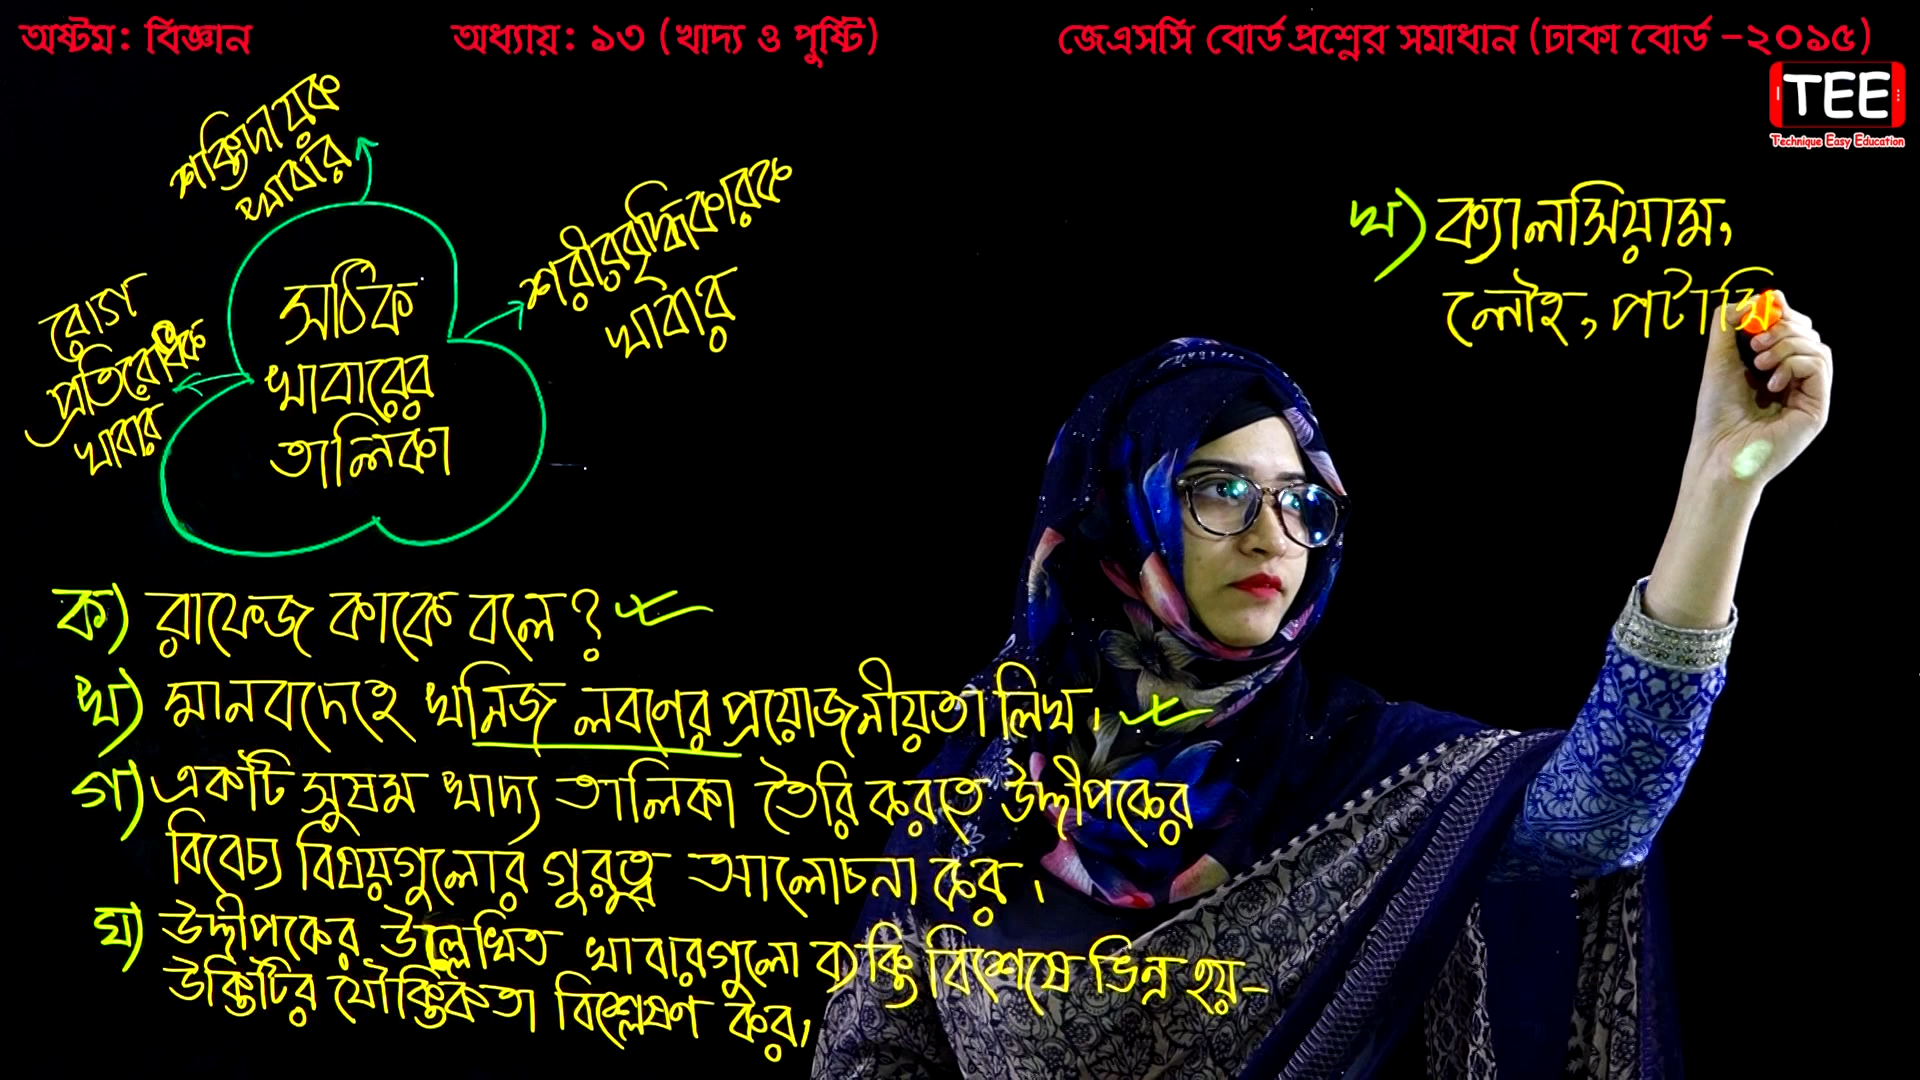 অষ্টম: বিজ্ঞান
অধ্যায়: ১৩ (খাদ্য ও পুষ্টি)
জেএসসি বোর্ড প্রশ্নের সমাধান (ঢাকা বোর্ড -২০১৫)
TEE
Technique Easy Education
শক্তিদায়ক
খাবার
শরীরবৃদ্ধিকারক
খাবার
রোগ
প্রতিরোধক
খাবার
সঠিক
খাবারের
তালিকা
খ) ক্যালসিয়াম,
লৌহ, পটাসি
ক) রাফেজ কাকে বলে?
খ) মানবদেহে খনিজ লবণের প্রয়োজনীয়তা লিখ।
গ) একটি সুষম খাদ্য তালিকা তৈরি করতে উদ্দীপকের
বিবেচ্য বিষয়গুলোর গুরুত্ব আলোচনা কর।
ঘ) উদ্দীপকের উল্লেখিত খাবারগুলো ব্যক্তি বিশেষে ভিন্ন হয়-
উক্তিটির যৌক্তিকতা বিশ্লেষণ কর।